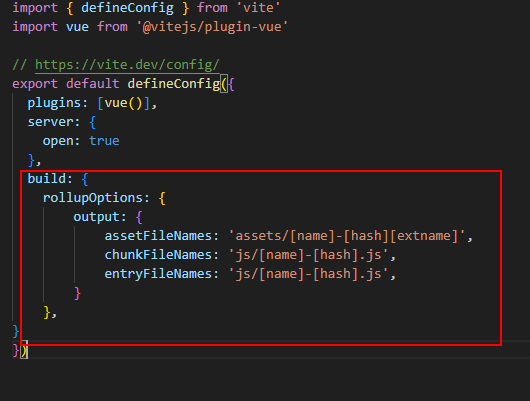 import { defineConfig } from 'vite'
import vue from '@vitejs/plugin-vue'
// https://vite.dev/config/
export default defineConfig({
plugins: [vue()],
server: {
open: true
},
build: {
rollupOptions: {
output: {
assetFileNames: 'assets/[name]-[hash][extname]',
chunkFileNames: 'js/[name]-[hash].js',
entryFileNames: 'js/[name]-[hash].js',
}
},
}
})